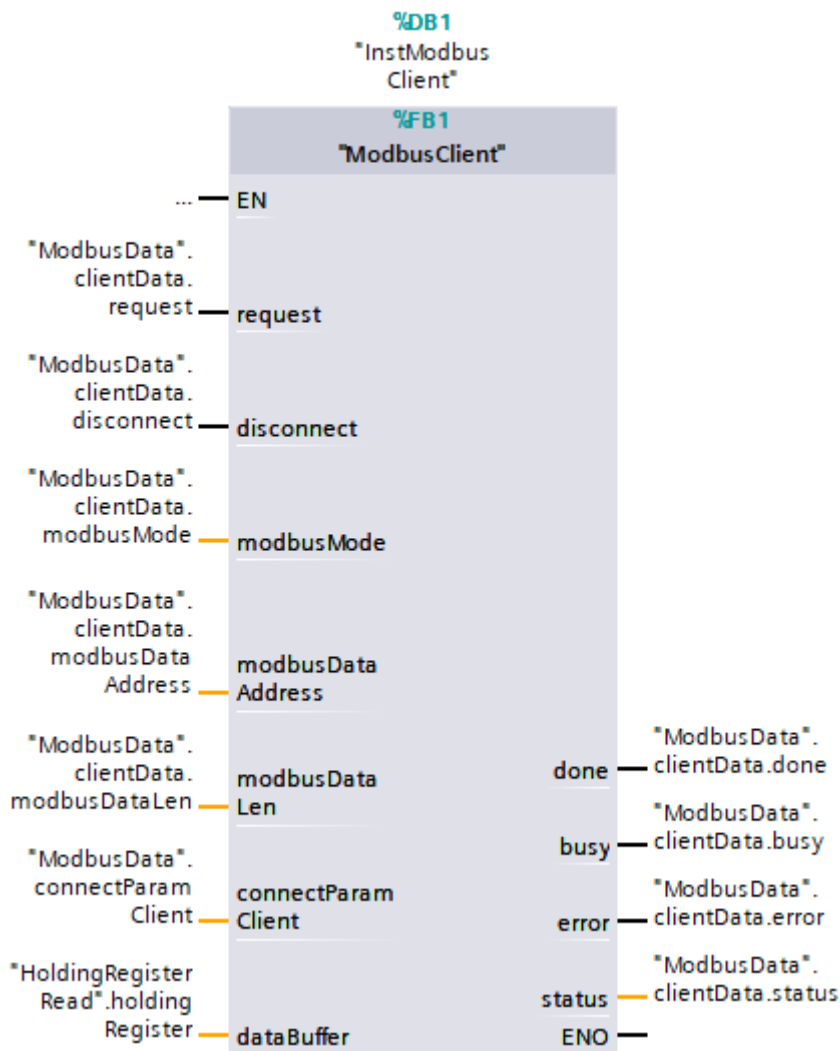 %DB1
"InstModbus
Client"
%FB1
"ModbusClient"
...
EN
"ModbusData".
clientData.
request
request
"ModbusData".
clientData.
disconnect
disconnect
"ModbusData".
clientData.
modbusMode
modbusMode
"ModbusData".
clientData.
modbusData
Address
modbusData
Address
"ModbusData".
clientData.
modbusDataLen
modbusData
Len
"ModbusData".
connectParam
Client
connectParam
Client
"HoldingRegister
Read".holding
Register
dataBuffer
done
"ModbusData".
clientData.done
busy
"ModbusData".
clientData.busy
error
"ModbusData".
clientData.error
status
"ModbusData".
clientData.status
ENO